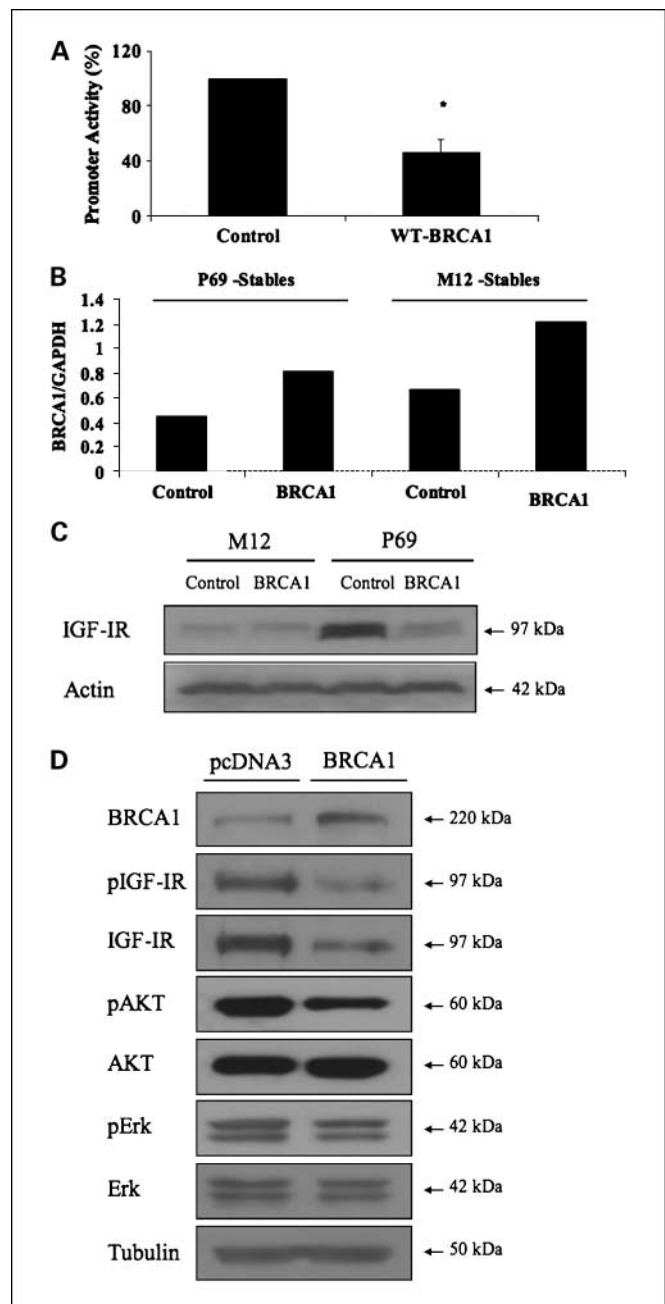 A
Promoter Activity (%)
120
80
40
0
*
Control WT-BRCA1
B
P69 -Stables M12 -Stables
BRCA1/GAPDH
1.4
1.2
1
0.8
0.6
0.4
0.2
0
Control BRCA1 Control BRCA1
C
M12 P69
Control BRCA1 Control BRCA1
IGF-IR ← 97 kDa
Actin ← 42 kDa
D
pcDNA3 BRCA1
BRCA1 ← 220 kDa
pIGF-IR ← 97 kDa
IGF-IR ← 97 kDa
pAKT ← 60 kDa
AKT ← 60 kDa
pErk ← 42 kDa
Erk ← 42 kDa
Tubulin ← 50 kDa